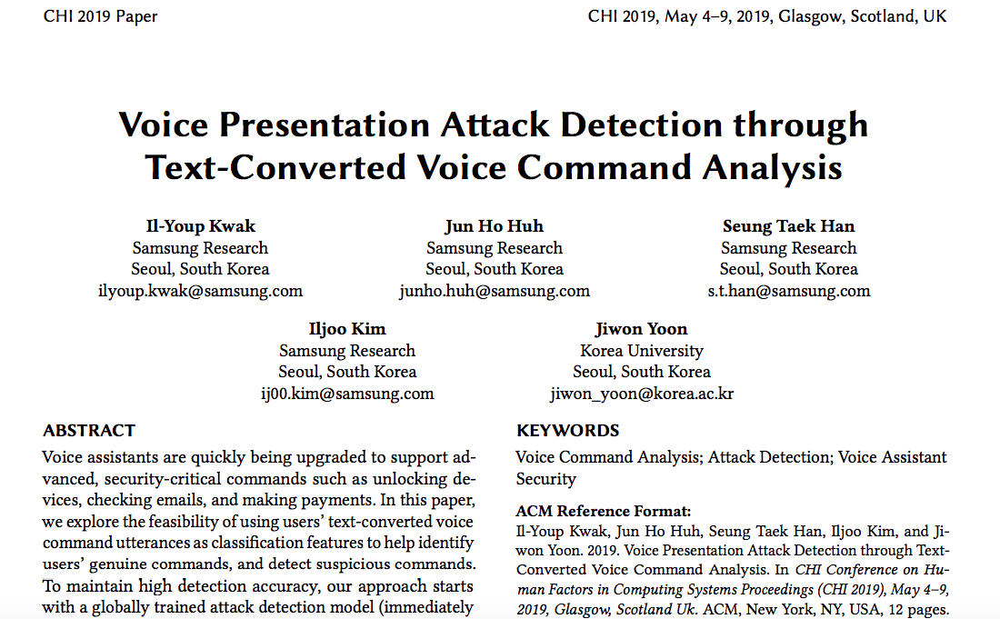 CHI 2019 Paper
CHI 2019, May 4–9, 2019, Glasgow, Scotland, UK
Voice Presentation Attack Detection through
Text-Converted Voice Command Analysis
Il-Youp Kwak
Samsung Research
Seoul, South Korea
ilyoup.kwak@samsung.com
Jun Ho Huh
Samsung Research
Seoul, South Korea
junho.huh@samsung.com
Seung Taek Han
Samsung Research
Seoul, South Korea
s.t.han@samsung.com
Iljoo Kim
Samsung Research
Seoul, South Korea
ij00.kim@samsung.com
Jiwon Yoon
Korea University
Seoul, South Korea
jiwon_yoon@korea.ac.kr
ABSTRACT
Voice assistants are quickly being upgraded to support ad-
vanced, security-critical commands such as unlocking de-
vices, checking emails, and making payments. In this paper,
we explore the feasibility of using users' text-converted voice
command utterances as classification features to help identify
users' genuine commands, and detect suspicious commands.
To maintain high detection accuracy, our approach starts
with a globally trained attack detection model (immediately
KEYWORDS
Voice Command Analysis; Attack Detection; Voice Assistant
Security
ACM Reference Format:
Il-Youp Kwak, Jun Ho Huh, Seung Taek Han, Iljoo Kim, and Ji-
won Yoon. 2019. Voice Presentation Attack Detection through Text-
Converted Voice Command Analysis. In CHI Conference on Hu-
man Factors in Computing Systems Proceedings (CHI 2019), May 4–9,
2019, Glasgow, Scotland Uk. ACM, New York, NY, USA, 12 pages.